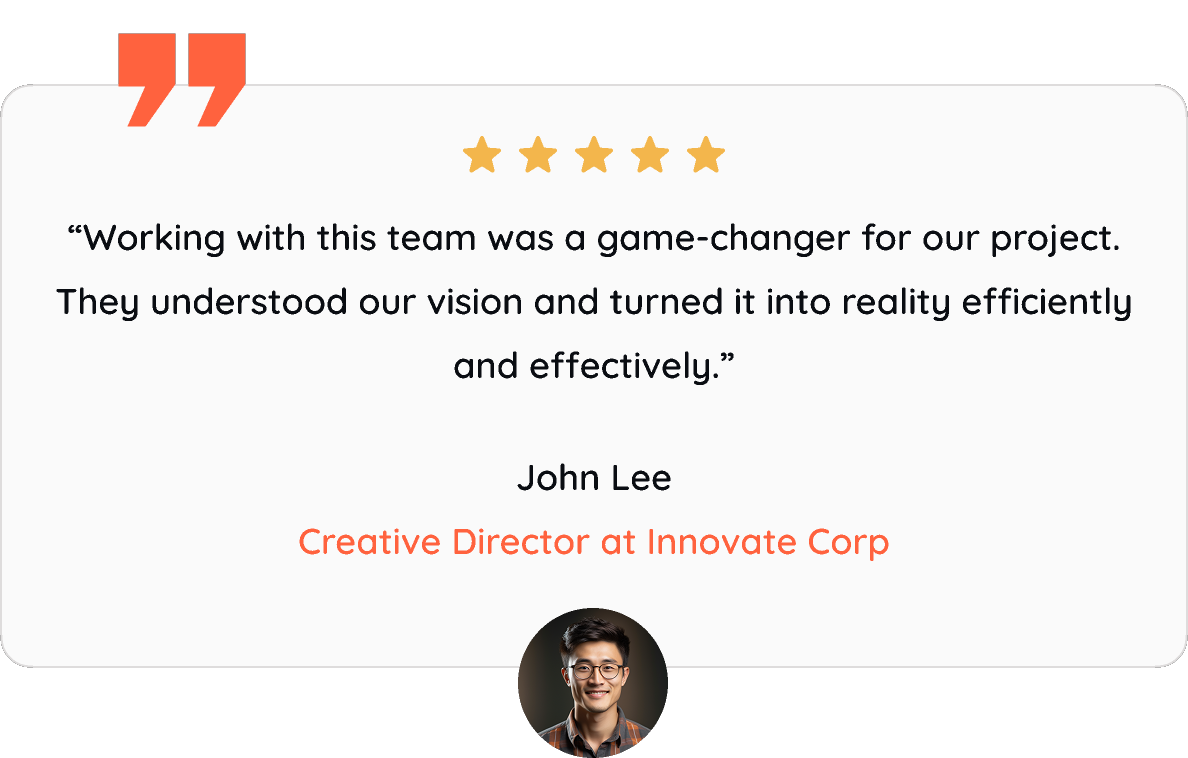 “Working with this team was a game-changer for our project.
They understood our vision and turned it into reality efficiently
and effectively.”
John Lee
Creative Director at Innovate Corp